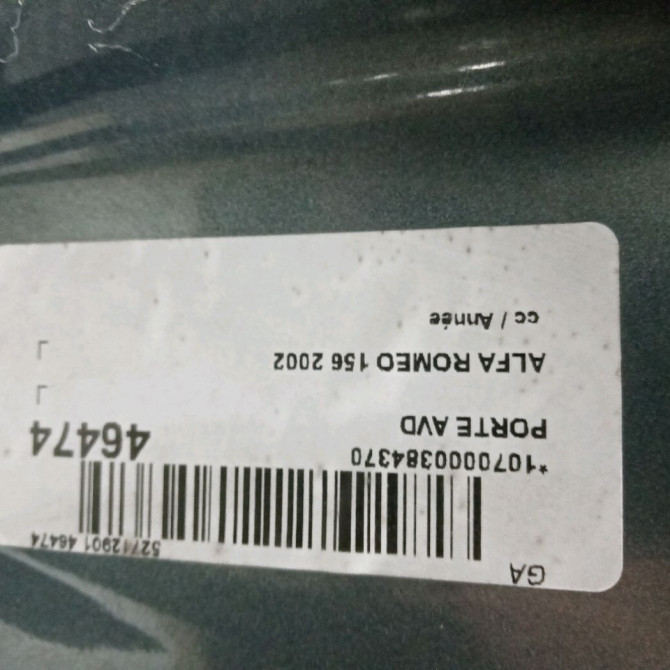 GA
52712901 46474
*1070000384370
PORTE AVD
46474
ALFA ROMEO 156 2002
cc / Année